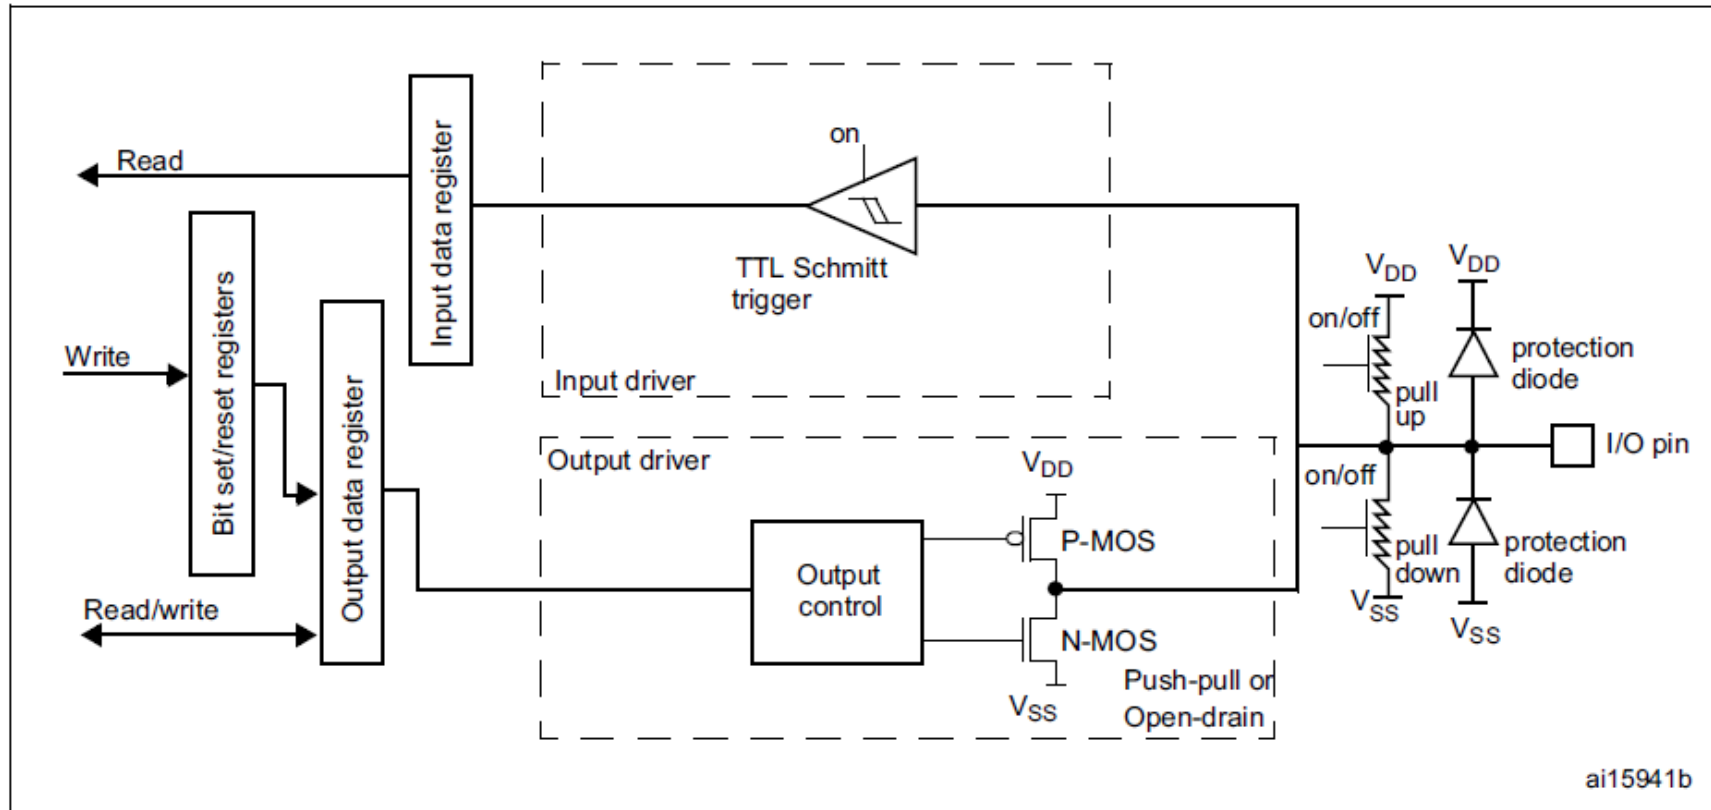 on
Read
Input data register
TTL Schmitt
trigger
Input driver
Write
Bit set/reset registers
Output data register
Read/write
Output driver
VDD
P-MOS
Output
control
N-MOS
VSS
Push-pull or
Open-drain
VDD
VDD
on/off
pull
up
protection
diode
I/O pin
on/off
pull
down
protection
diode
VSS
VSS
ai15941b